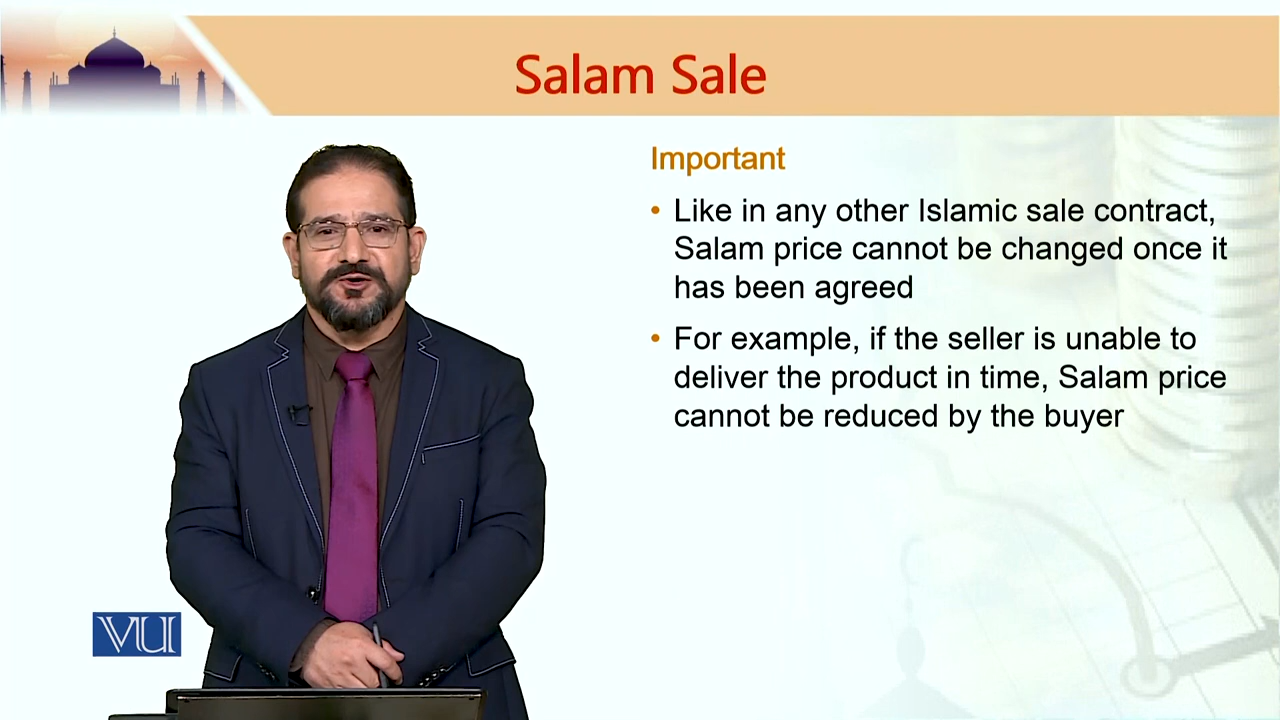 Salam Sale
Important
• Like in any other Islamic sale contract,
Salam price cannot be changed once it
has been agreed
• For example, if the seller is unable to
deliver the product in time, Salam price
cannot be reduced by the buyer
VU